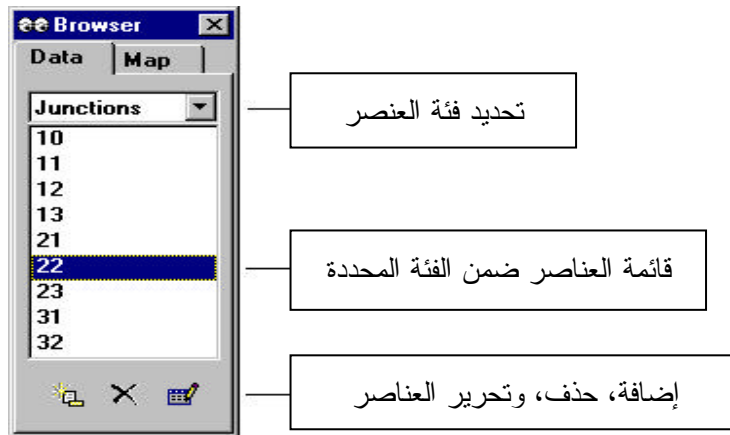 Browser
Data Map
Junctions
10
11
12
13
21
22
23
31
32
تحديد فئة العنصر
قائمة العناصر ضمن الفئة المحددة
إضافة، حذف، وتحرير العناصر